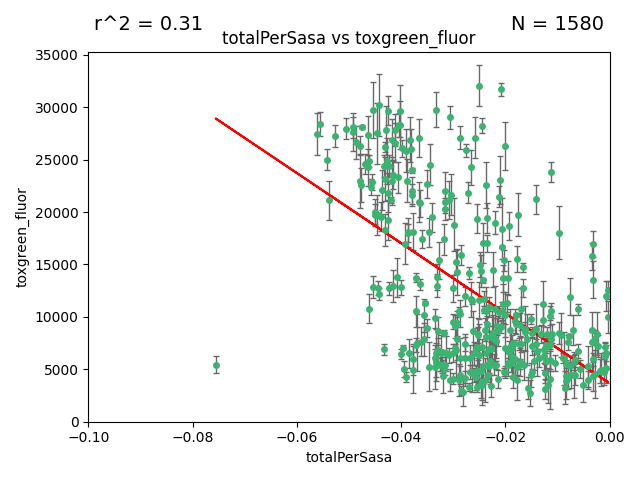 r^2 = 0.31
N = 1580
totalPerSasa vs toxgreen_fluor
35000
30000
25000
20000
15000
10000
5000
0
toxgreen_fluor
−0.10
−0.08
−0.06
−0.04
−0.02
0.00
totalPerSasa